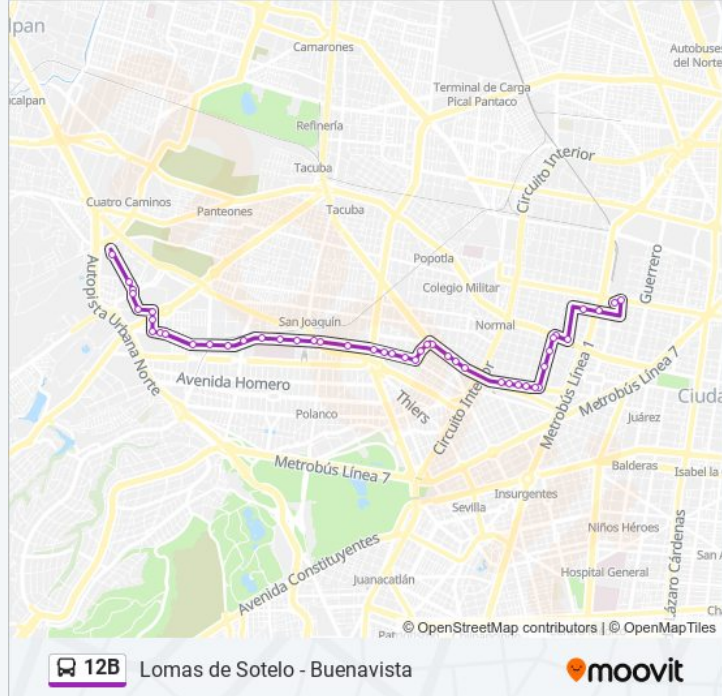 lpan
Camarones
Autobuses
del Norte
Terminal de Carga
Pical Pantaco
ucalpan
Refinería
Circuito Interior
Tacuba
Cuatro Caminos
Panteones
Tacuba
Popotla
Guerrero
Autopista Urbana Norte
Colegio Militar
San Joaquín
Normal
Avenida Homero
Metrobús Línea 1
Metrobús Línea 7
Circuito Interior
Thiers
Ciuda
Polanco
Juárez
Metrobús Línea 7
Balderas
Isabel la
Insurgentes
Sevilla
Niños Héroes
Lázaro Cárdenas
Avenida Constituyentes
San A
Hospital General
Juanacatlán
Ch
Pat
© OpenStreetMap contributors | © OpenMapTiles
12B Lomas de Sotelo - Buenavista
moovit